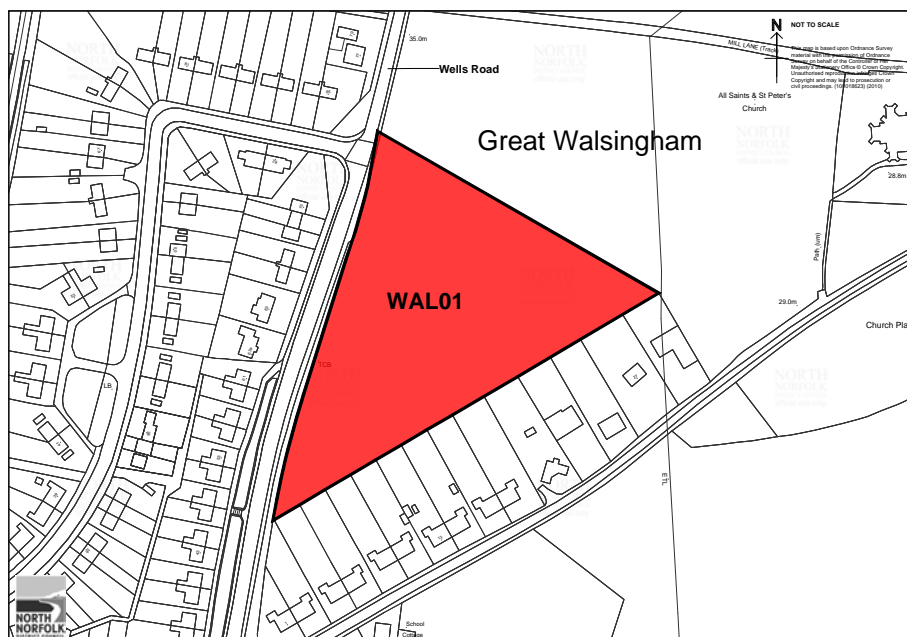 N
NOT TO SCALE
This map is based upon Ordnance Survey
material with the permission of Ordnance
Survey on behalf of the Controller of Her
Majesty's Stationery Office © Crown Copyright.
Unauthorised reproduction infringes Crown
Copyright and may lead to prosecution or
civil proceedings. (100018623) (2010)
MILL LANE (Track)
35.0m
Wells Road
All Saints & St Peter's
Church
Great Walsingham
28.8m
Path (um)
29.0m
Church Pla
WAL01
TCB
LB
ETL
School
Cottage
NORTH
NORFOLK